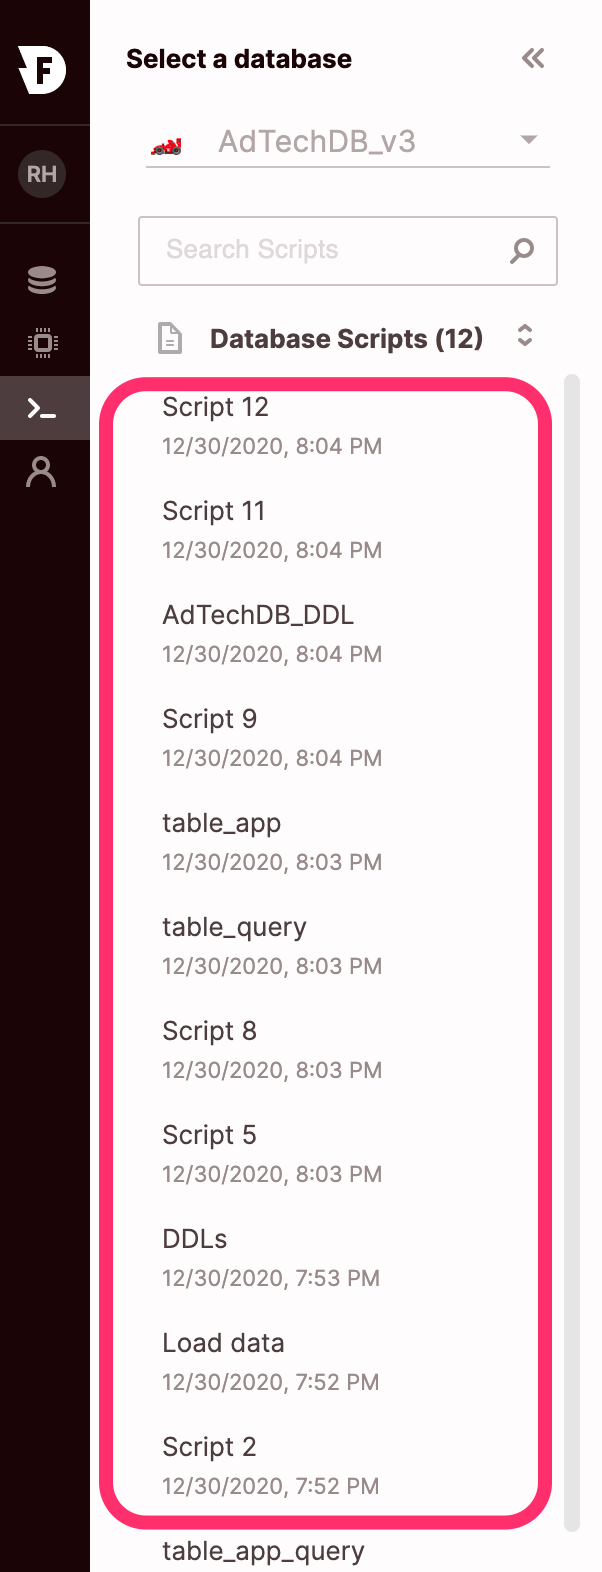 F
Select a database
RH
AdTechDB_v3
Search Scripts
Database Scripts (12)
Script 12
12/30/2020, 8:04 PM
Script 11
12/30/2020, 8:04 PM
AdTechDB_DDL
12/30/2020, 8:04 PM
Script 9
12/30/2020, 8:04 PM
table_app
12/30/2020, 8:03 PM
table_query
12/30/2020, 8:03 PM
Script 8
12/30/2020, 8:03 PM
Script 5
12/30/2020, 8:03 PM
DDLs
12/30/2020, 7:53 PM
Load data
12/30/2020, 7:52 PM
Script 2
12/30/2020, 7:52 PM
table_app_query